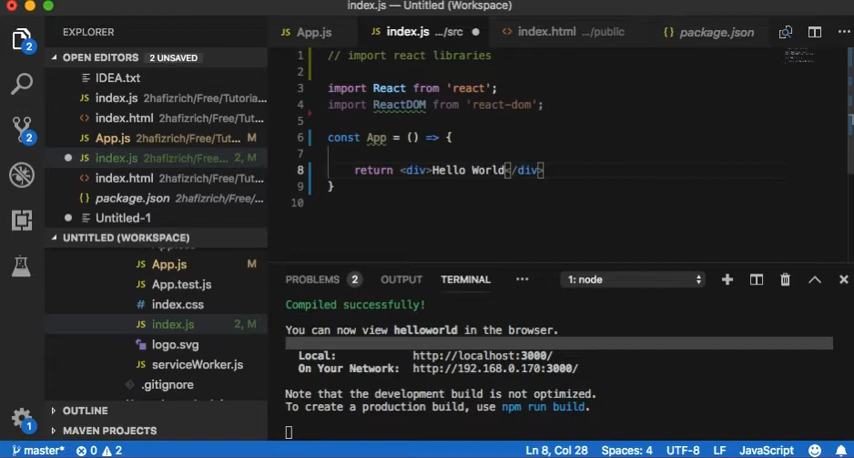 index.js — Untitled (Workspace)
EXPLORER
App.js
index.js .../src
index.html .../public
package.json
OPEN EDITORS 2 UNSAVED
IDEA.txt
index.js 2hafizrich/Free/Tutoria...
index.html 2hafizrich/Free/Tutorial...
App.js 2hafizrich/Free/Tut... M
index.js 2hafizrich/Free... 2, M
index.html 2hafizrich/Free/Tutorial...
package.json 2hafizrich/Free/...
Untitled-1
UNTITLED (WORKSPACE)
App.js M
App.test.js
index.css
index.js 2, M
logo.svg
serviceWorker.js
.gitignore
OUTLINE
MAVEN PROJECTS
2
2
1
1 // import react libraries
2
3 import React from 'react';
4 import ReactDOM from 'react-dom';
5
6 const App = () => {
7
8 return <div>Hello World</div>
9 }
10
PROBLEMS 2 OUTPUT TERMINAL ... 1: node
Compiled successfully!
You can now view helloworld in the browser.
Local: http://localhost:3000/
On Your Network: http://192.168.0.170:3000/
Note that the development build is not optimized.
To create a production build, use npm run build.
master* 0 2 Ln 8, Col 28 Spaces: 4 UTF-8 LF JavaScript